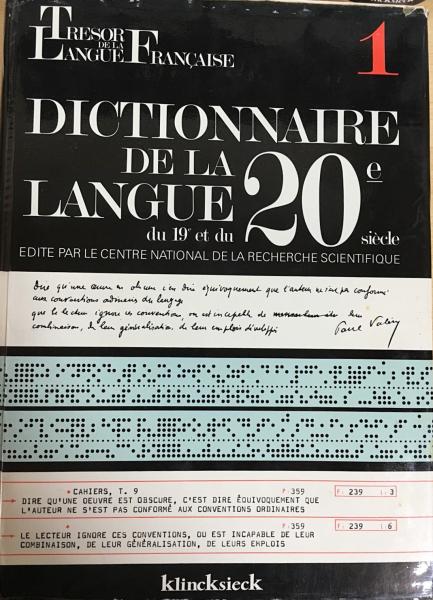 TRESOR
DE LA
LANGUE FRANÇAISE
1
DICTIONNAIRE
DE LA
LANGUE
du 19e et du 20e siècle
EDITE PAR LE CENTRE NATIONAL DE LA RECHERCHE SCIENTIFIQUE
Dire qu'une œuvre est obscure c'est dire équivoquement que l'auteur ne s'est pas conformé
aux conventions du langage
que le lecteur ignore ces conventions, ou est incapable de leur
combinaison, de leur généralisation, de leurs emplois
Paul Valéry
• CAHIERS, T. 9 P.359 P. 239 L.3
→ DIRE QU'UNE OEUVRE EST OBSCURE, C'EST DIRE ÉQUIVOQUEMENT QUE
L'AUTEUR NE S'EST PAS CONFORMÉ AUX CONVENTIONS ORDINAIRES
• P.359 P. 239 L.6
→ LE LECTEUR IGNORE CES CONVENTIONS, OU EST INCAPABLE DE LEUR
COMBINAISON, DE LEUR GÉNÉRALISATION, DE LEURS EMPLOIS
klincksieck